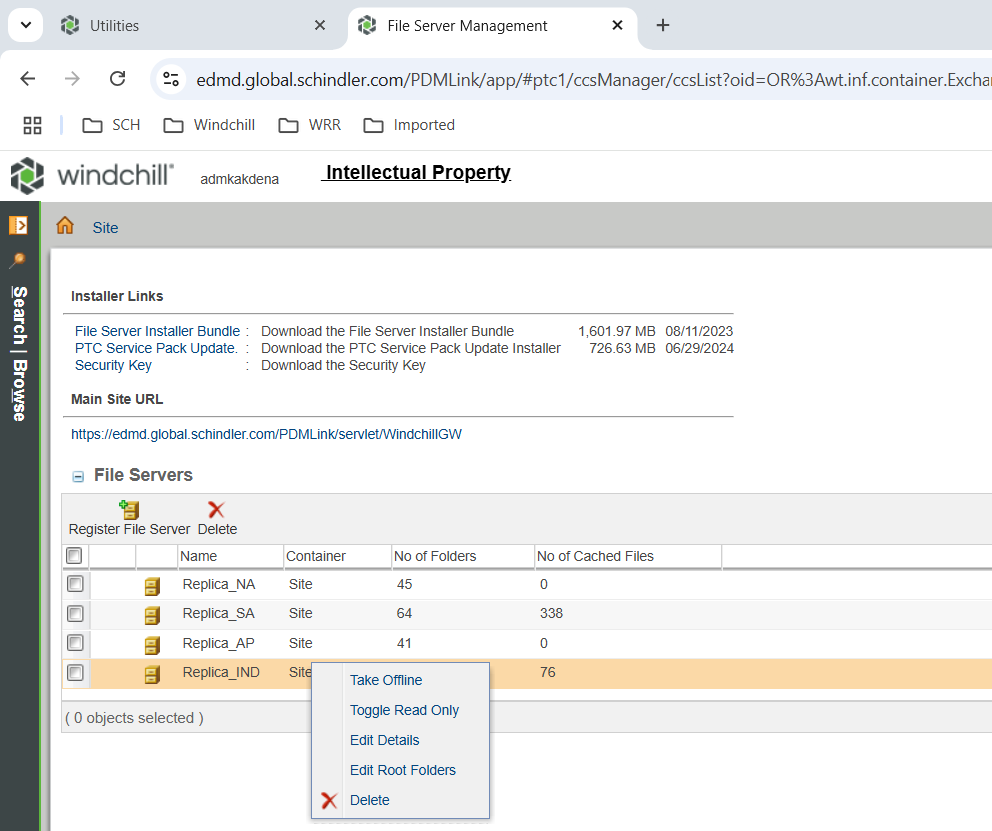 Utilities
File Server Management
edmd.global.schindler.com/PDMLink/app/#ptc1/ccsManager/ccsList?oid=OR%3Awt.inf.container.Excha
SCH Windchill WRR Imported
windchill® admkakdena Intellectual Property
Site
Search | Browse
Installer Links
File Server Installer Bundle : Download the File Server Installer Bundle 1,601.97 MB 08/11/2023
PTC Service Pack Update. : Download the PTC Service Pack Update Installer 726.63 MB 06/29/2024
Security Key : Download the Security Key
Main Site URL
https://edmd.global.schindler.com/PDMLink/servlet/WindchillGW
File Servers
Register File Server Delete
Name Container No of Folders No of Cached Files
Replica_NA Site 45 0
Replica_SA Site 64 338
Replica_AP Site 41 0
Replica_IND Site 76
( 0 objects selected )
Take Offline
Toggle Read Only
Edit Details
Edit Root Folders
Delete